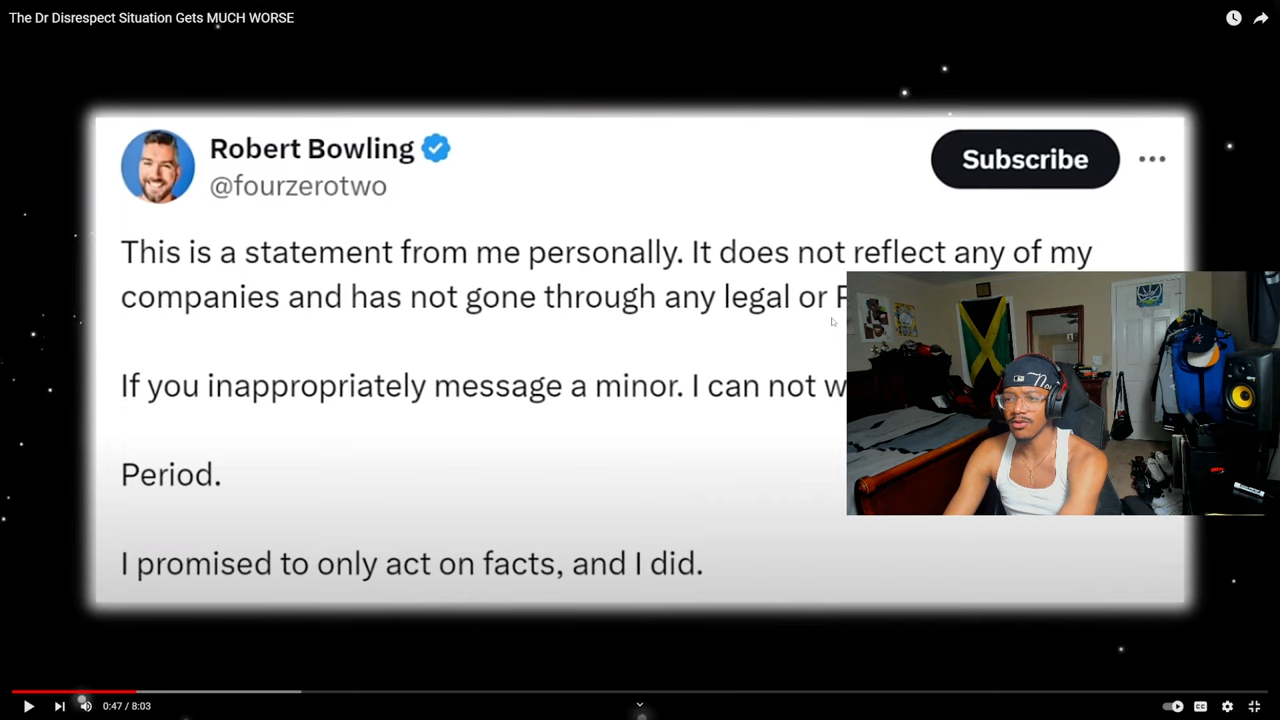 The Dr Disrespect Situation Gets MUCH WORSE
Robert Bowling
@fourzerotwo
Subscribe
This is a statement from me personally. It does not reflect any of my
companies and has not gone through any legal or
If you inappropriately message a minor. I can not
Period.
I promised to only act on facts, and I did.
0:47 / 8:03
CC